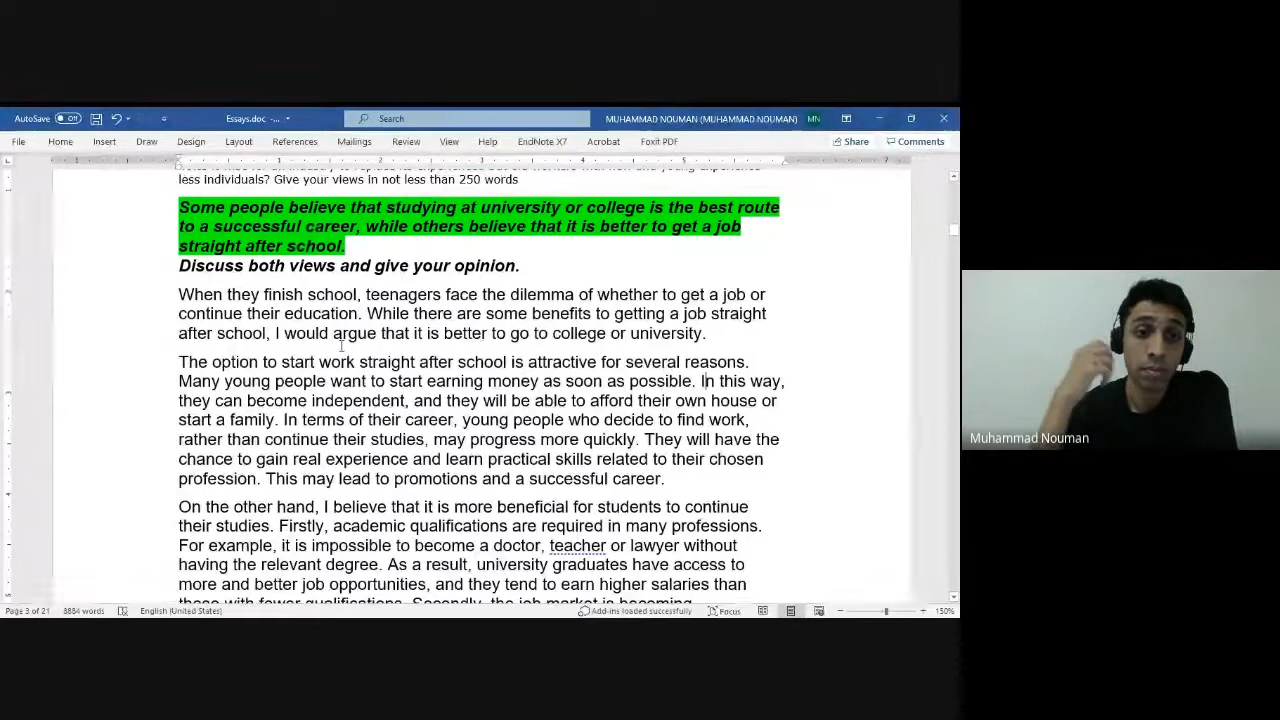 AutoSave Off Essays.doc -... Search MUHAMMAD NOUMAN (MUHAMMAD NOUMAN) MN
File Home Insert Draw Design Layout References Mailings Review View Help EndNote X7 Acrobat Foxit PDF Share Comments
less individuals? Give your views in not less than 250 words
Some people believe that studying at university or college is the best route
to a successful career, while others believe that it is better to get a job
straight after school.
Discuss both views and give your opinion.
When they finish school, teenagers face the dilemma of whether to get a job or
continue their education. While there are some benefits to getting a job straight
after school, I would argue that it is better to go to college or university.
The option to start work straight after school is attractive for several reasons.
Many young people want to start earning money as soon as possible. In this way,
they can become independent, and they will be able to afford their own house or
start a family. In terms of their career, young people who decide to find work,
rather than continue their studies, may progress more quickly. They will have the
chance to gain real experience and learn practical skills related to their chosen
profession. This may lead to promotions and a successful career.
On the other hand, I believe that it is more beneficial for students to continue
their studies. Firstly, academic qualifications are required in many professions.
For example, it is impossible to become a doctor, teacher or lawyer without
having the relevant degree. As a result, university graduates have access to
more and better job opportunities, and they tend to earn higher salaries than
those with fewer qualifications. Secondly, the job market is becoming
Page 3 of 21 8884 words English (United States) Add-ins loaded successfully Focus 150%
Muhammad Nouman